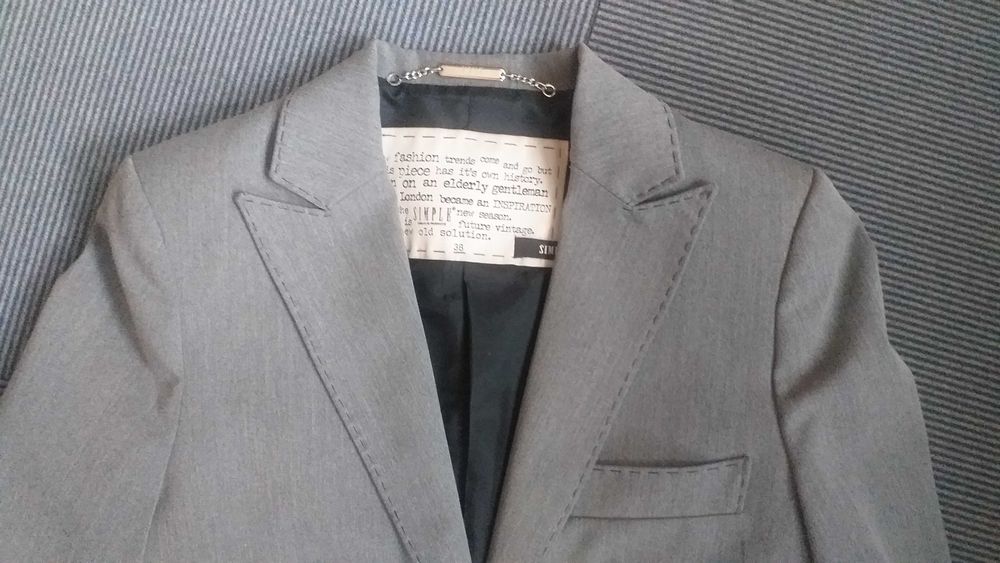 fashion trends come and go but
piece has it's own history.
on an elderly gentleman
London became an INSPIRATION
SIMPLE® new season.
is future vintage.
old solution.
38